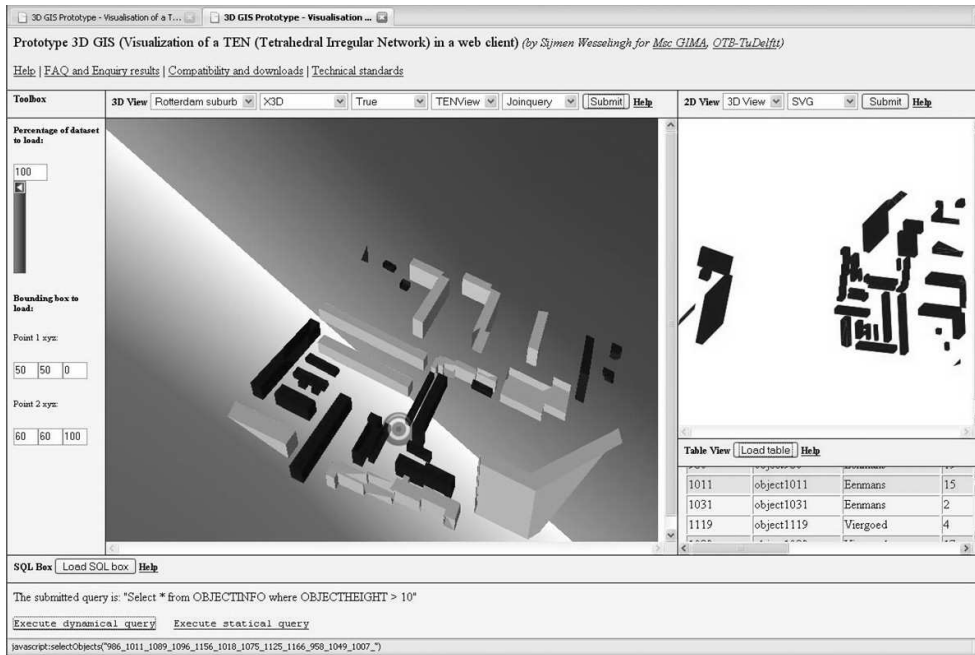 3D GIS Prototype - Visualisation of a T...
3D GIS Prototype - Visualisation ...
Prototype 3D GIS (Visualization of a TEN (Tetrahedral Irregular Network) in a web client) (by Sijmen Wesselingh for Msc GIMA, OTB-TuDelftt)
Help | FAQ and Enquiry results | Compatibility and downloads | Technical standards
Toolbox
3D View Rotterdam suburb X3D True TENView Joinquery Submit Help
2D View 3D View SVG Submit Help
Percentage of dataset
to load:
100
Bounding box to
load:
Point 1 xyz:
50 50 0
Point 2 xyz:
60 60 100
Table View Load table Help
1011 object1011 Eenmans 15
1031 object1031 Eenmans 2
1119 object1119 Viergoed 4
SQL Box Load SQL box Help
The submitted query is: "Select * from OBJECTINFO where OBJECTHEIGHT > 10"
Execute dynamical query Execute statical query
javascript:selectObjects("986_1011_1089_1096_1156_1018_1075_1125_1166_958_1049_1007_")